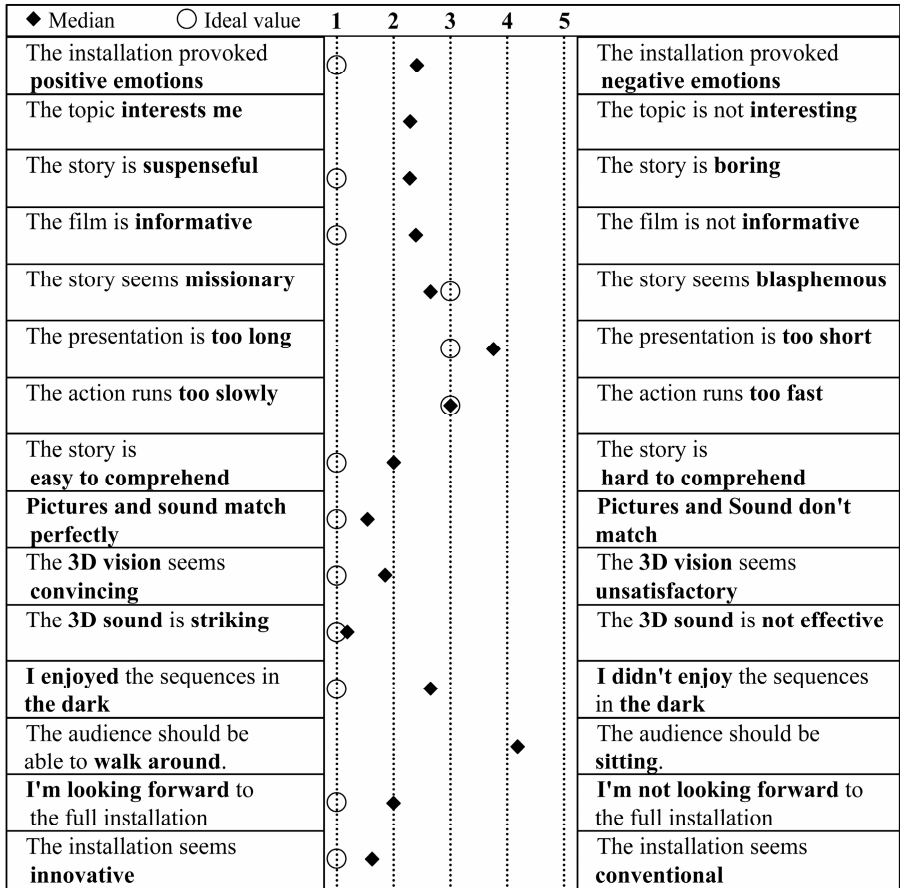 ◆ Median ○ Ideal value 1 2 3 4 5
The installation provoked
positive emotions
The installation provoked
negative emotions
The topic interests me
The topic is not interesting
The story is suspenseful
The story is boring
The film is informative
The film is not informative
The story seems missionary
The story seems blasphemous
The presentation is too long
The presentation is too short
The action runs too slowly
The action runs too fast
The story is
easy to comprehend
The story is
hard to comprehend
Pictures and sound match
perfectly
Pictures and Sound don't
match
The 3D vision seems
convincing
The 3D vision seems
unsatisfactory
The 3D sound is striking
The 3D sound is not effective
I enjoyed the sequences in
the dark
I didn't enjoy the sequences
in the dark
The audience should be
able to walk around.
The audience should be
sitting.
I'm looking forward to
the full installation
I'm not looking forward to
the full installation
The installation seems
innovative
The installation seems
conventional